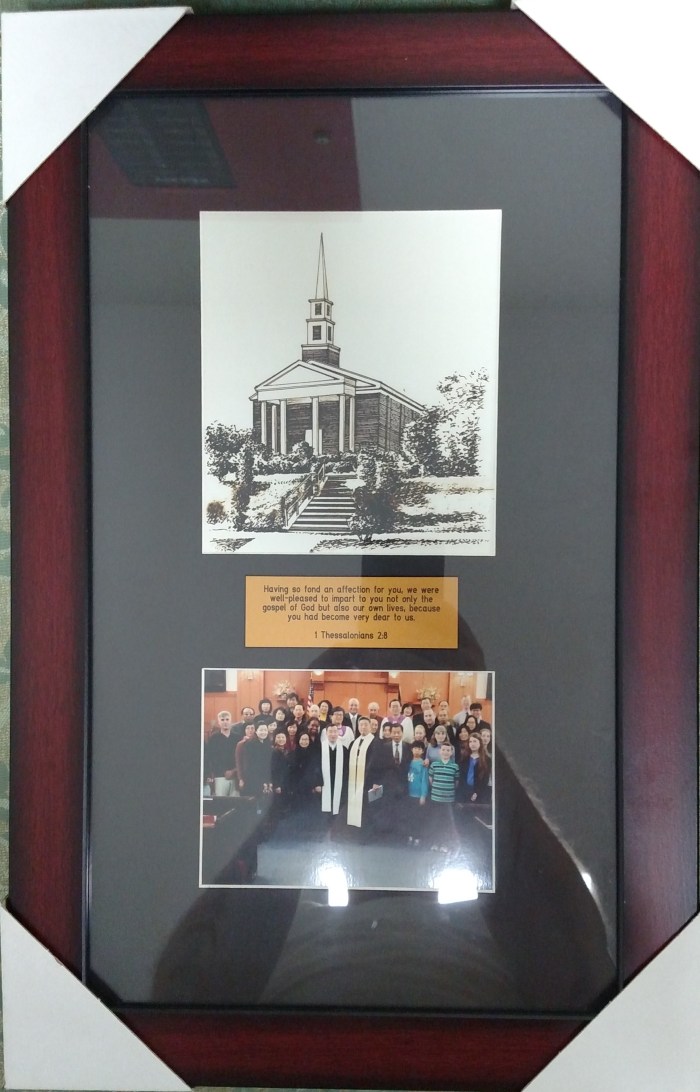 Having so fond an affection for you, we were
well-pleased to impart to you not only the
gospel of God but also our own lives, because
you had become very dear to us.
1 Thessalonians 2:8